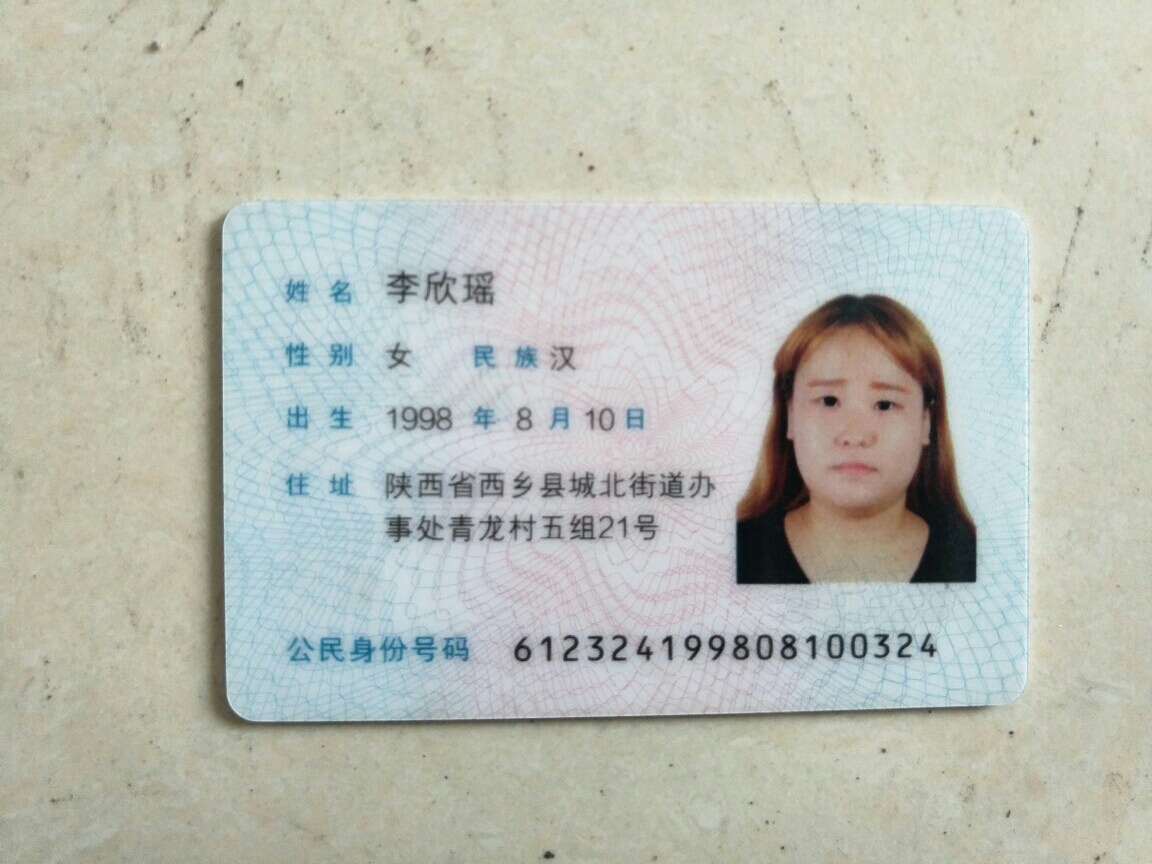 姓名 李欣瑶
性别 女 民族 汉
出生 1998 年 8 月 10 日
住址 陕西省西乡县城北街道办
事处青龙村五组21号
公民身份号码 612324199808100324